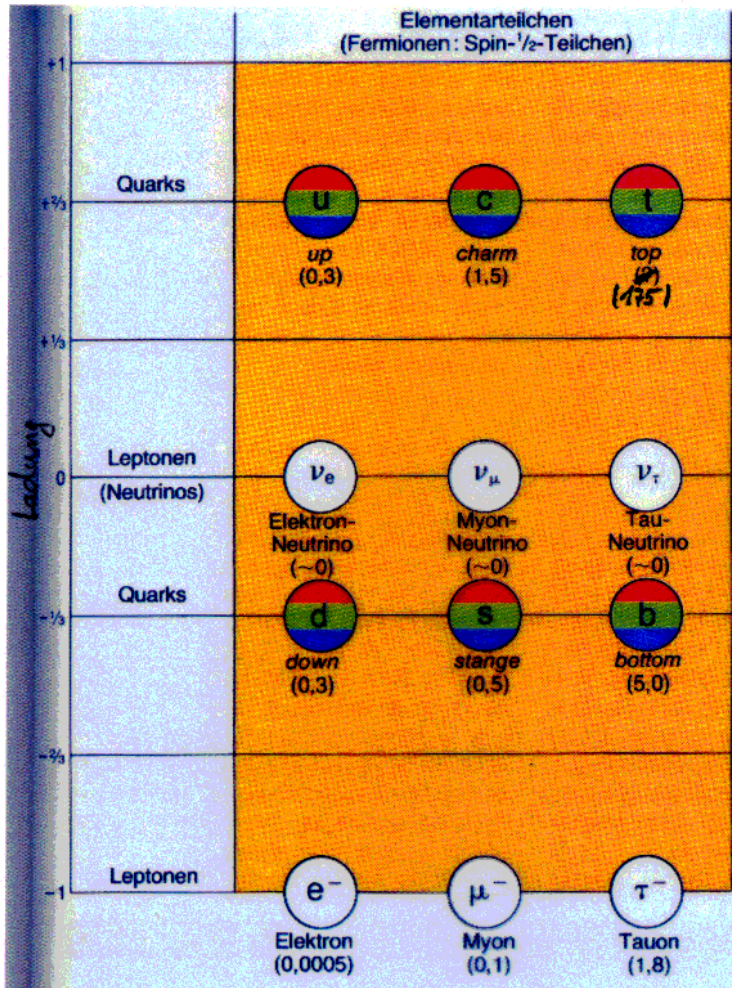 Elementarteilchen
(Fermionen: Spin-1/2-Teilchen)
+1
Quarks
+2/3
u c t
up charm top
(0,3) (1,5) (?)
(175)
+1/3
Ladung
Leptonen
0
(Neutrinos)
νe νμ ντ
Elektron- Myon- Tau-
Neutrino Neutrino Neutrino
(~0) (~0) (~0)
Quarks
-1/3
d s b
down stange bottom
(0,3) (0,5) (5,0)
-2/3
Leptonen
-1
e− μ− τ−
Elektron Myon Tauon
(0,0005) (0,1) (1,8)